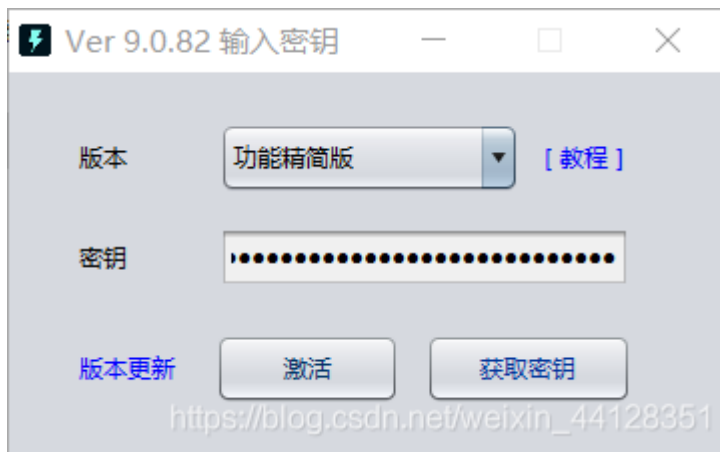 Ver 9.0.82 输入密钥
版本 功能精简版 [ 教程 ]
密钥
版本更新 激活 获取密钥
https://blog.csdn.net/weixin_44128351